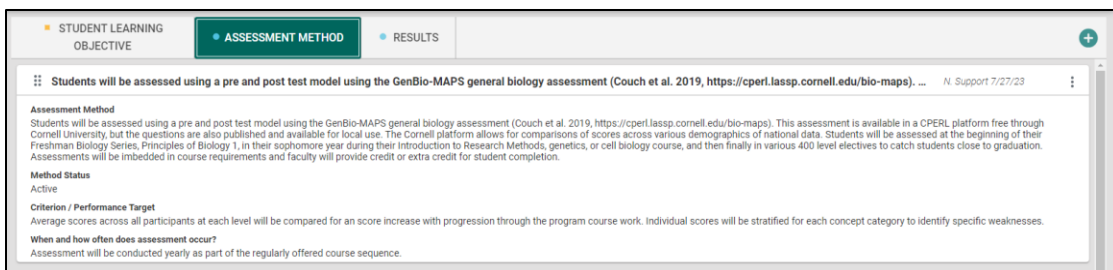 STUDENT LEARNING
OBJECTIVE
ASSESSMENT METHOD
RESULTS
Students will be assessed using a pre and post test model using the GenBio-MAPS general biology assessment (Couch et al. 2019, https://cperl.lassp.cornell.edu/bio-maps). ...
N. Support 7/27/23
Assessment Method
Students will be assessed using a pre and post test model using the GenBio-MAPS general biology assessment (Couch et al. 2019, https://cperl.lassp.cornell.edu/bio-maps). This assessment is available in a CPERL platform free through
Cornell University, but the questions are also published and available for local use. The Cornell platform allows for comparisons of scores across various demographics of national data. Students will be assessed at the beginning of their
Freshman Biology Series, Principles of Biology 1, in their sophomore year during their Introduction to Research Methods, genetics, or cell biology course, and then finally in various 400 level electives to catch students close to graduation.
Assessments will be imbedded in course requirements and faculty will provide credit or extra credit for student completion.
Method Status
Active
Criterion / Performance Target
Average scores across all participants at each level will be compared for an score increase with progression through the program course work. Individual scores will be stratified for each concept category to identify specific weaknesses.
When and how often does assessment occur?
Assessment will be conducted yearly as part of the regularly offered course sequence.